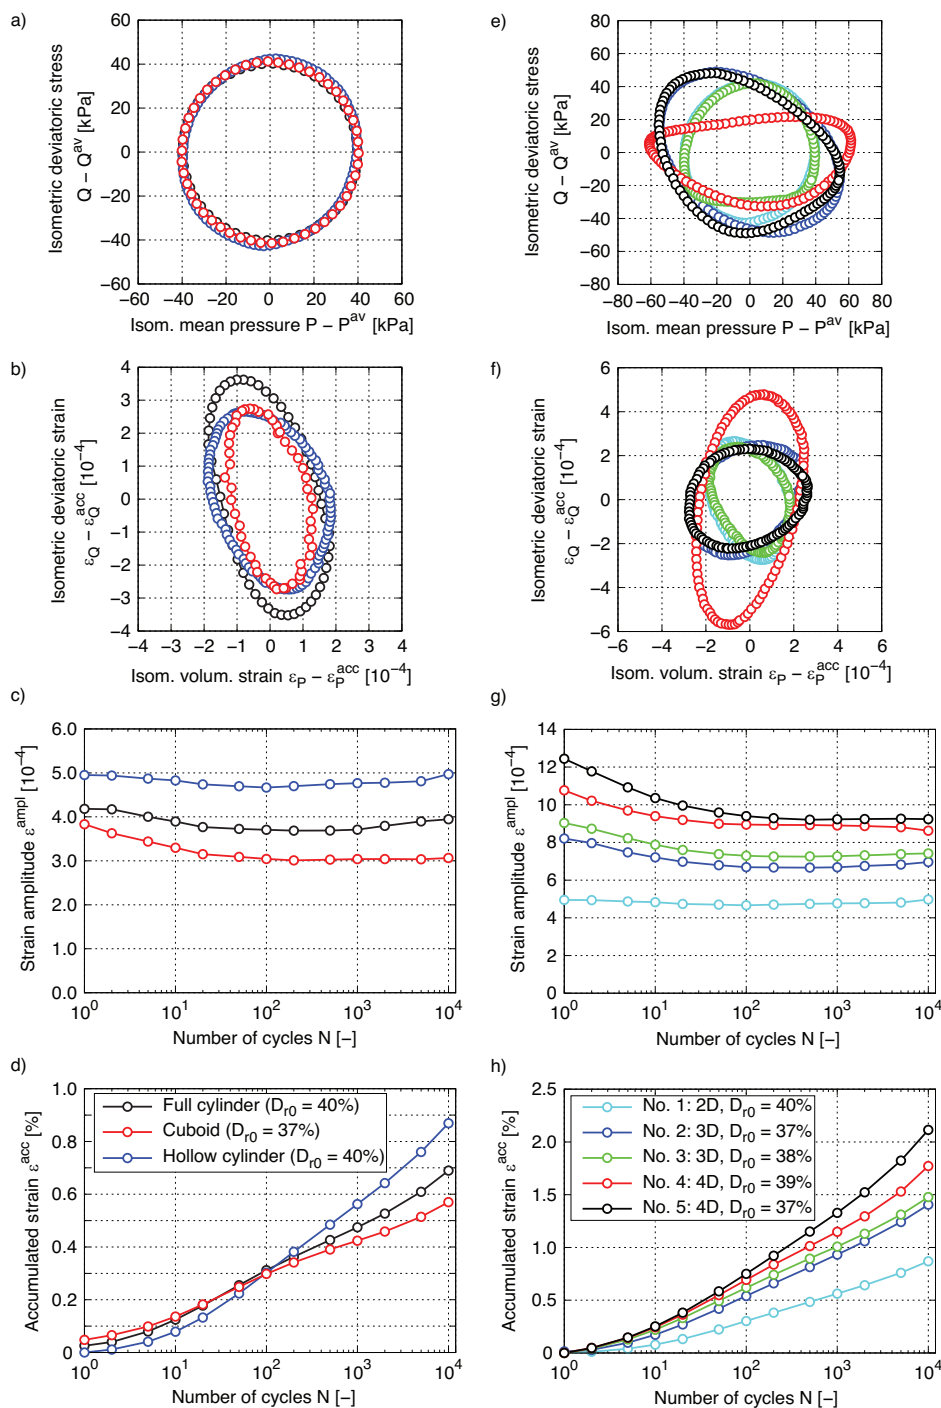 a)
60
40
20
0
−20
−40
−60
−60 −40 −20 0 20 40 60
Isometric deviatoric stress
Q − Q^av [kPa]
Isom. mean pressure P − P^av [kPa]
e)
80
60
40
20
0
−20
−40
−60
−80
−80 −60 −40 −20 0 20 40 60 80
Isometric deviatoric stress
Q − Q^av [kPa]
Isom. mean pressure P − P^av [kPa]
b)
4
3
2
1
0
−1
−2
−3
−4
−4 −3 −2 −1 0 1 2 3 4
Isometric deviatoric strain
ε_Q − ε_Q^acc [10^−4]
Isom. volum. strain ε_P − ε_P^acc [10^−4]
f)
6
4
2
0
−2
−4
−6
−6 −4 −2 0 2 4 6
Isometric deviatoric strain
ε_Q − ε_Q^acc [10^−4]
Isom. volum. strain ε_P − ε_P^acc [10^−4]
c)
6.0
5.0
4.0
3.0
2.0
1.0
0.0
10^0 10^1 10^2 10^3 10^4
Strain amplitude ε^ampl [10^−4]
Number of cycles N [−]
g)
14
12
10
8
6
4
2
0
10^0 10^1 10^2 10^3 10^4
Strain amplitude ε^ampl [10^−4]
Number of cycles N [−]
d)
1.0
0.8
0.6
0.4
0.2
0
10^0 10^1 10^2 10^3 10^4
Accumulated strain ε^acc [%]
Number of cycles N [−]
Full cylinder (D_r0 = 40%)
Cuboid (D_r0 = 37%)
Hollow cylinder (D_r0 = 40%)
h)
2.5
2.0
1.5
1.0
0.5
0
10^0 10^1 10^2 10^3 10^4
Accumulated strain ε^acc [%]
Number of cycles N [−]
No. 1: 2D, D_r0 = 40%
No. 2: 3D, D_r0 = 37%
No. 3: 3D, D_r0 = 38%
No. 4: 4D, D_r0 = 39%
No. 5: 4D, D_r0 = 37%